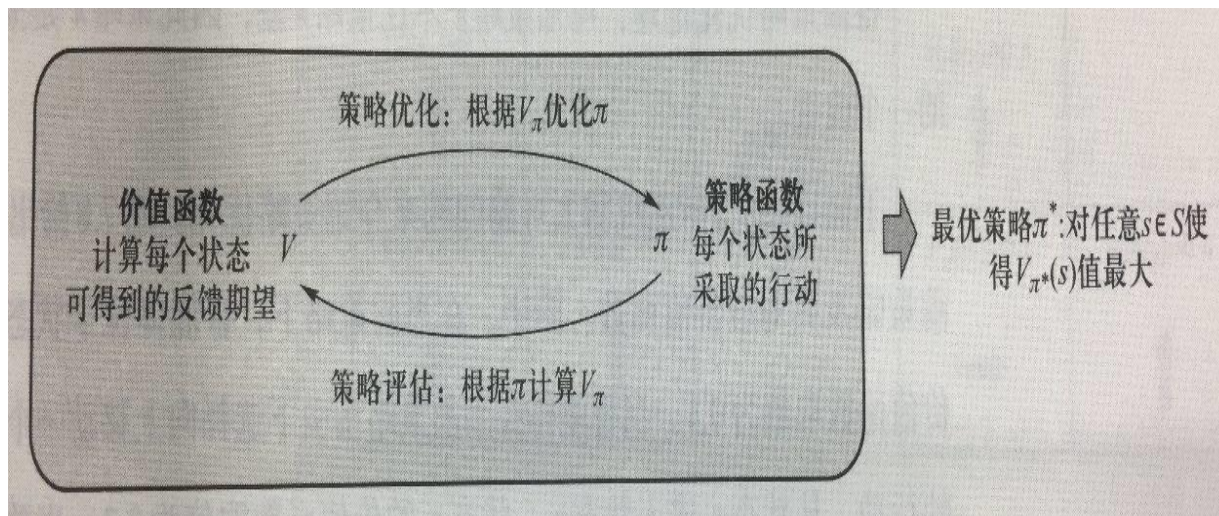 策略优化：根据Vπ优化π
价值函数
计算每个状态
可得到的反馈期望
V
π
策略函数
每个状态所
采取的行动
策略评估：根据π计算Vπ
最优策略π*:对任意s∈S使
得Vπ*(s)值最大